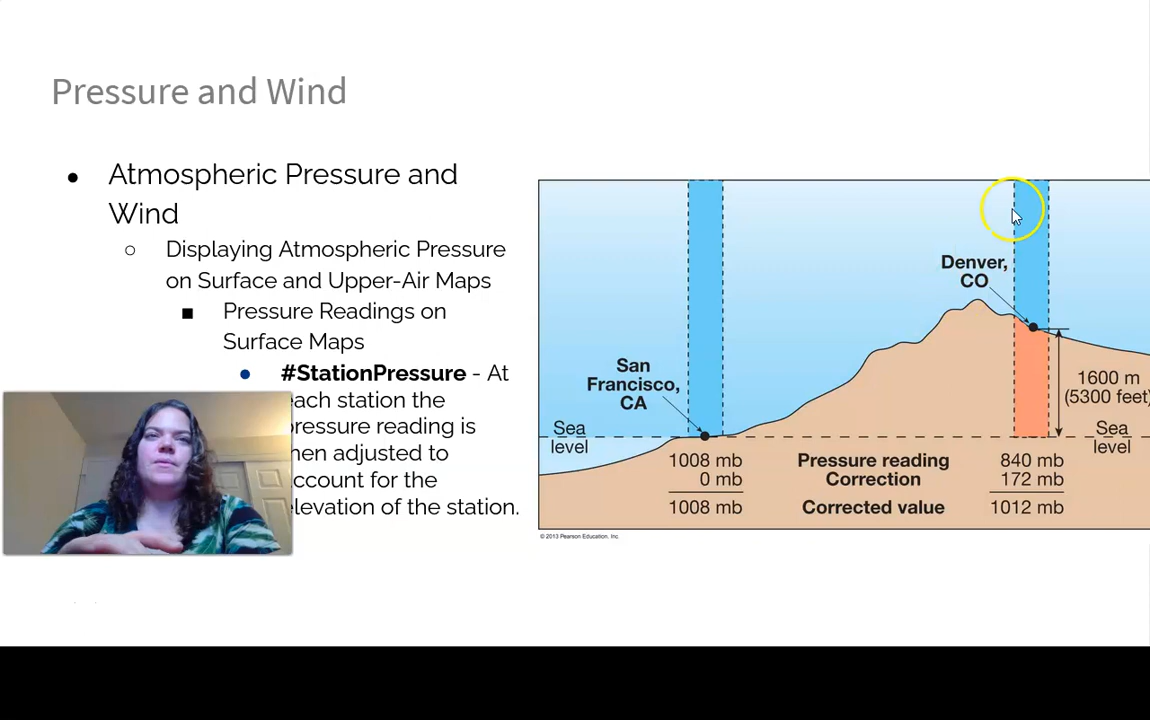 Pressure and Wind
● Atmospheric Pressure and
Wind
○ Displaying Atmospheric Pressure
on Surface and Upper-Air Maps
■ Pressure Readings on
Surface Maps
● #StationPressure - At
each station the
pressure reading is
then adjusted to
account for the
elevation of the station.
Denver,
CO
San
Francisco,
CA
1600 m
(5300 feet)
Sea
level
Sea
level
1008 mb Pressure reading 840 mb
0 mb Correction 172 mb
1008 mb Corrected value 1012 mb
© 2013 Pearson Education, Inc.